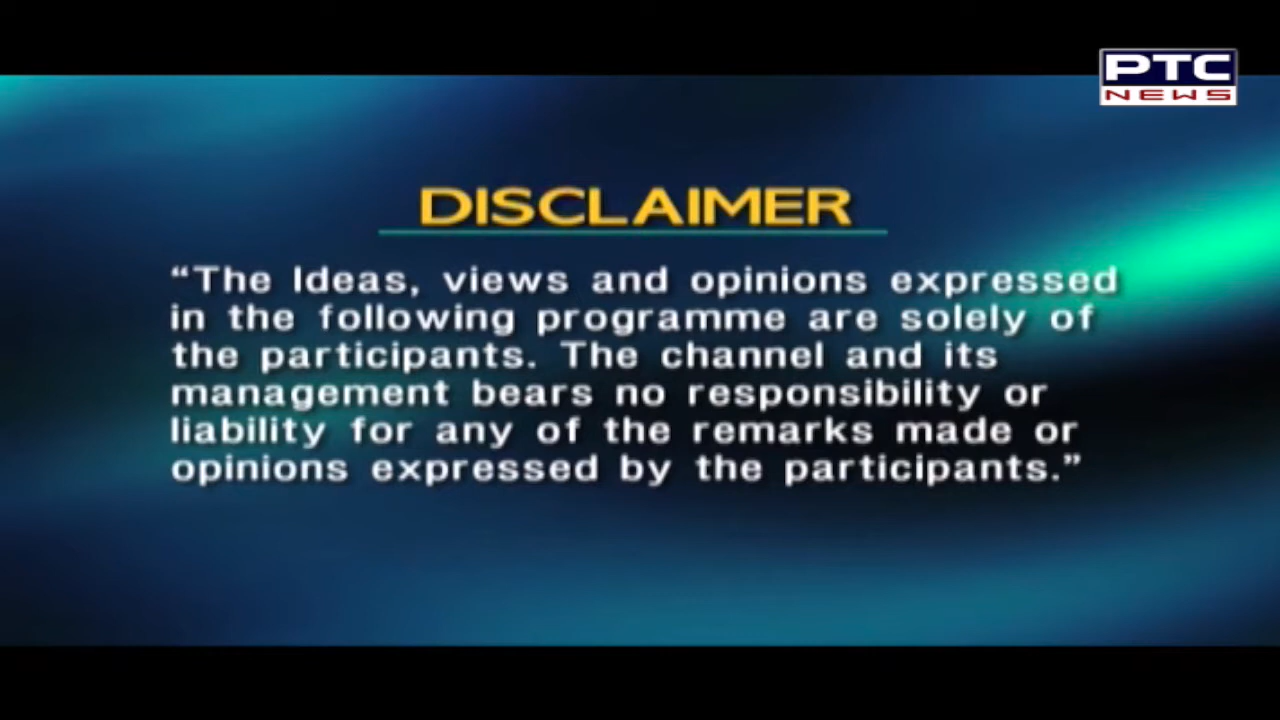 PTC
NEWS
DISCLAIMER
“The Ideas, views and opinions expressed
in the following programme are solely of
the participants. The channel and its
management bears no responsibility or
liability for any of the remarks made or
opinions expressed by the participants.”